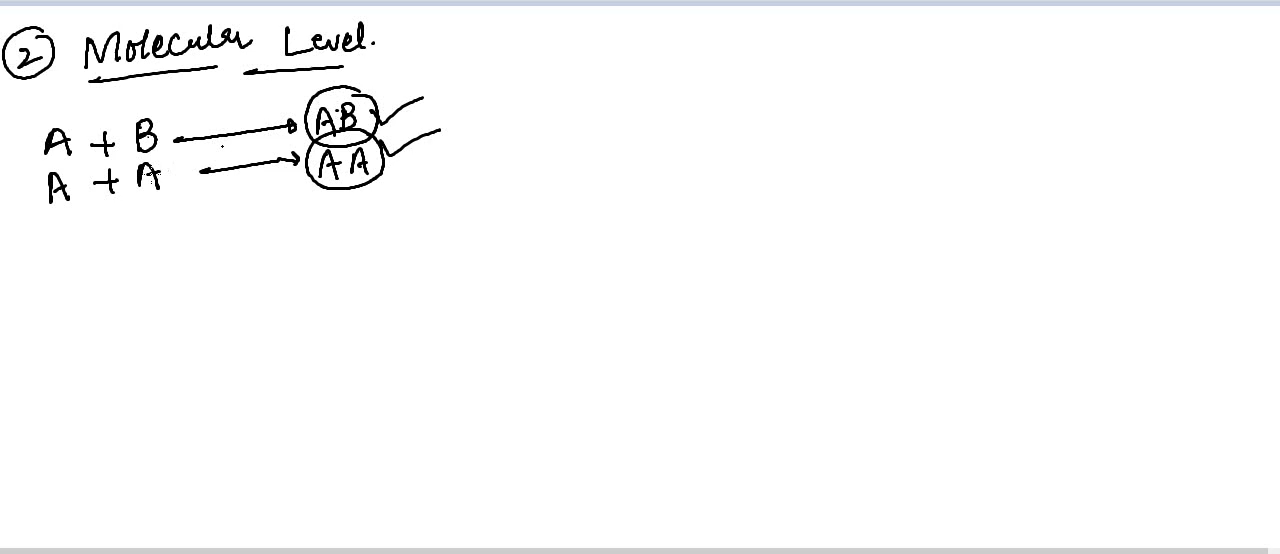 ② Molecular Level.
A + B → AB
A + A → AA